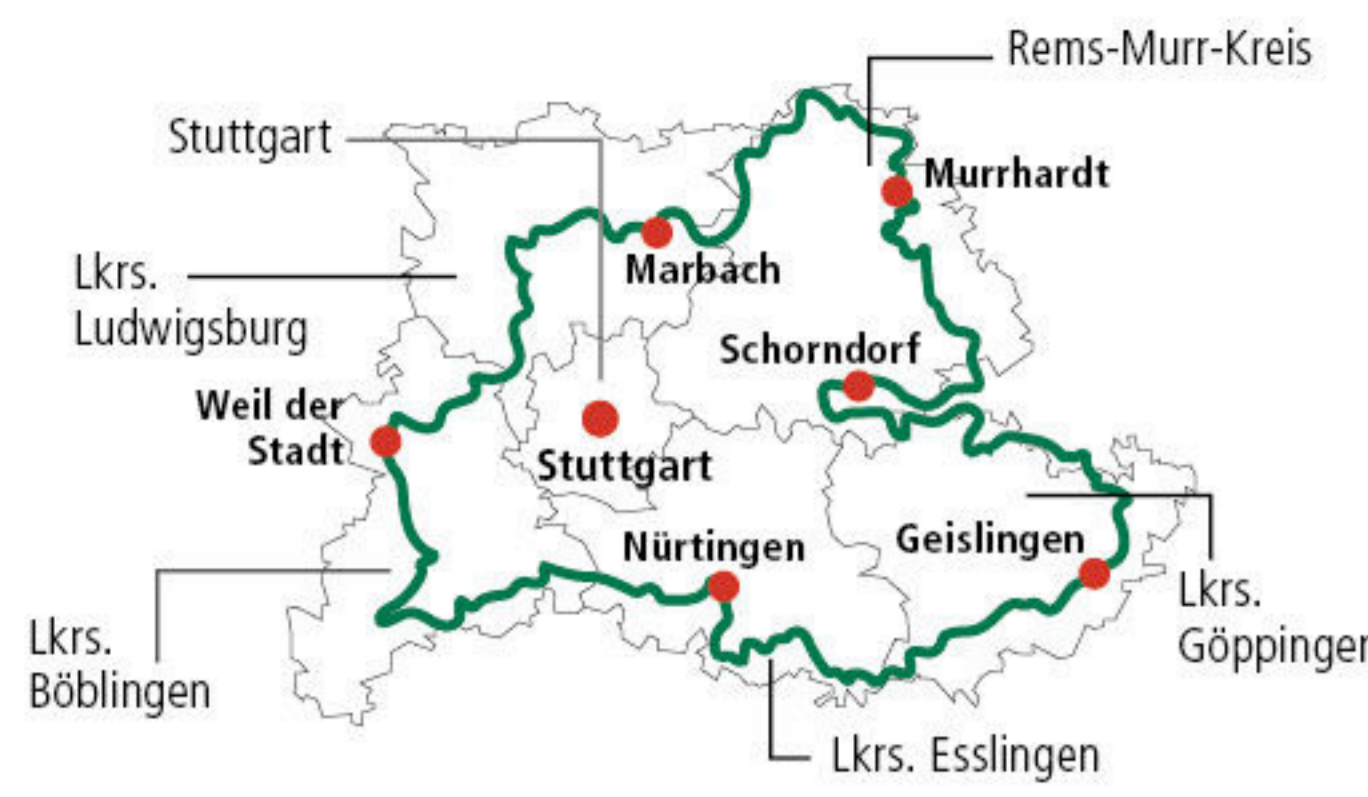 Rems-Murr-Kreis
Stuttgart
Murrhardt
Marbach
Lkrs.
Ludwigsburg
Schorndorf
Weil der
Stadt
Stuttgart
Nürtingen
Geislingen
Lkrs.
Göppingen
Lkrs.
Böblingen
Lkrs. Esslingen